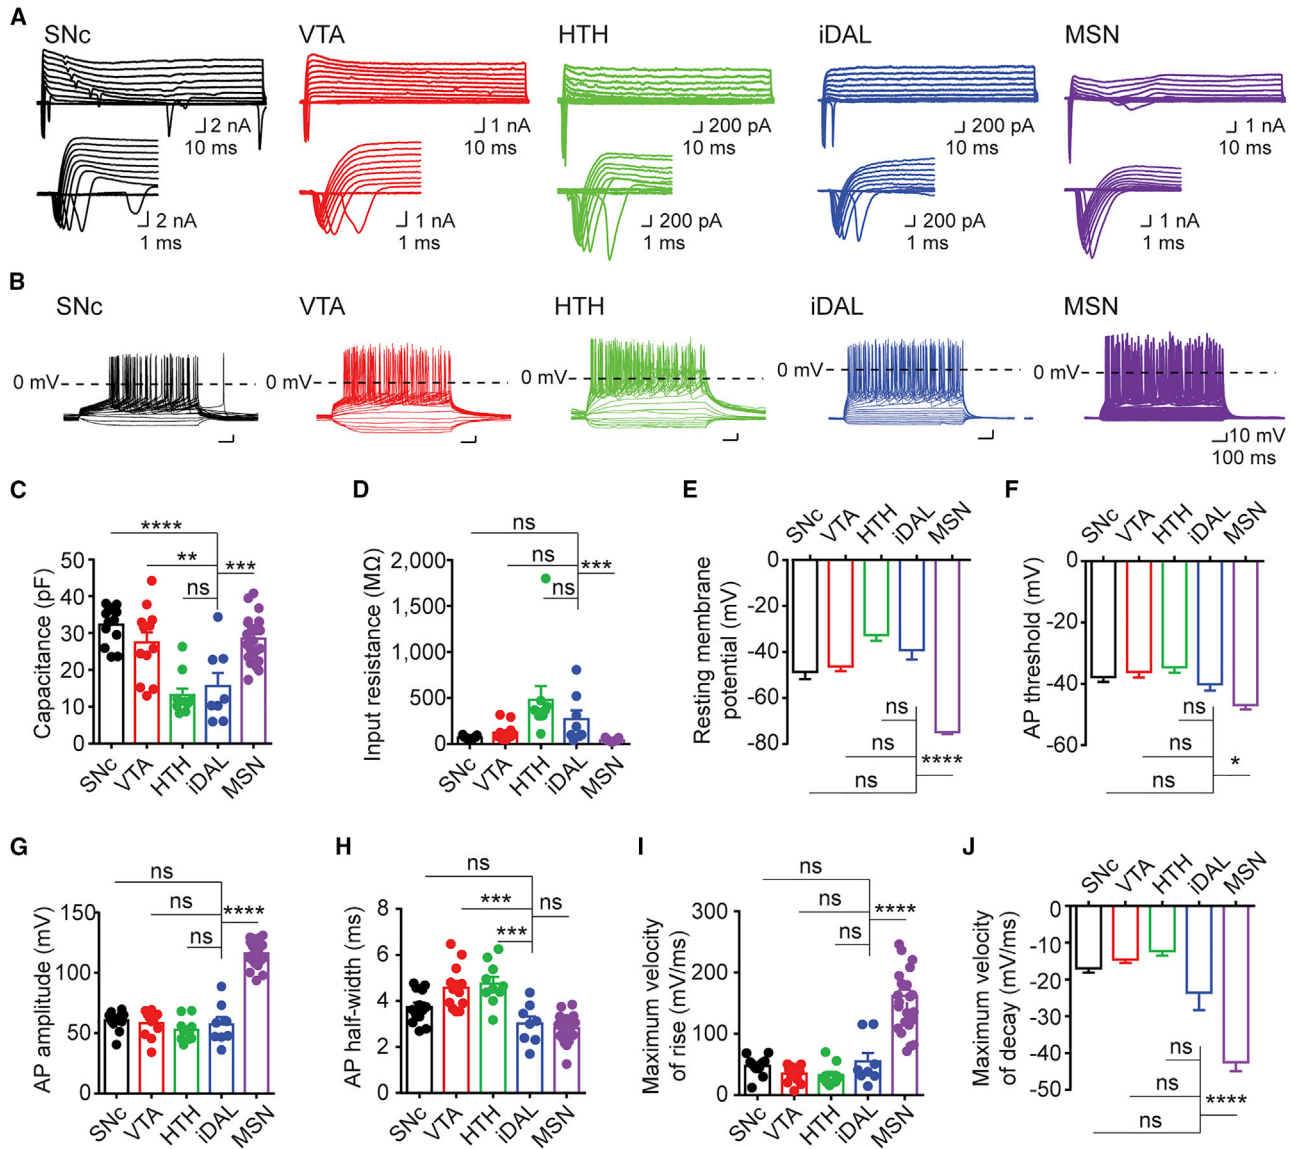 A
SNc VTA HTH iDAL MSN
2 nA 1 nA 200 pA 200 pA 1 nA
10 ms 10 ms 10 ms 10 ms 10 ms
2 nA 1 nA 200 pA 200 pA 1 nA
1 ms 1 ms 1 ms 1 ms 1 ms
B
SNc VTA HTH iDAL MSN
0 mV 0 mV 0 mV 0 mV 0 mV
10 mV
100 ms
C
**** 
** ***
ns
50
40
30
20
10
0
Capacitance (pF)
SNc VTA HTH iDAL MSN
D
ns
ns ***
ns
2,000
1,500
1,000
500
0
Input resistance (MΩ)
SNc VTA HTH iDAL MSN
E
SNc VTA HTH iDAL MSN
0
-20
-40
-60
-80
Resting membrane
potential (mV)
ns
ns ****
ns
F
SNc VTA HTH iDAL MSN
0
-20
-40
-60
AP threshold (mV)
ns
ns *
ns
G
ns
ns ****
ns
150
100
50
0
AP amplitude (mV)
SNc VTA HTH iDAL MSN
H
ns
*** ns
***
8
6
4
2
0
AP half-width (ms)
SNc VTA HTH iDAL MSN
I
ns
ns ****
ns
300
200
100
0
Maximum velocity
of rise (mV/ms)
SNc VTA HTH iDAL MSN
J
SNc VTA HTH iDAL MSN
0
-10
-20
-30
-40
-50
Maximum velocity
of decay (mV/ms)
ns
ns ****
ns